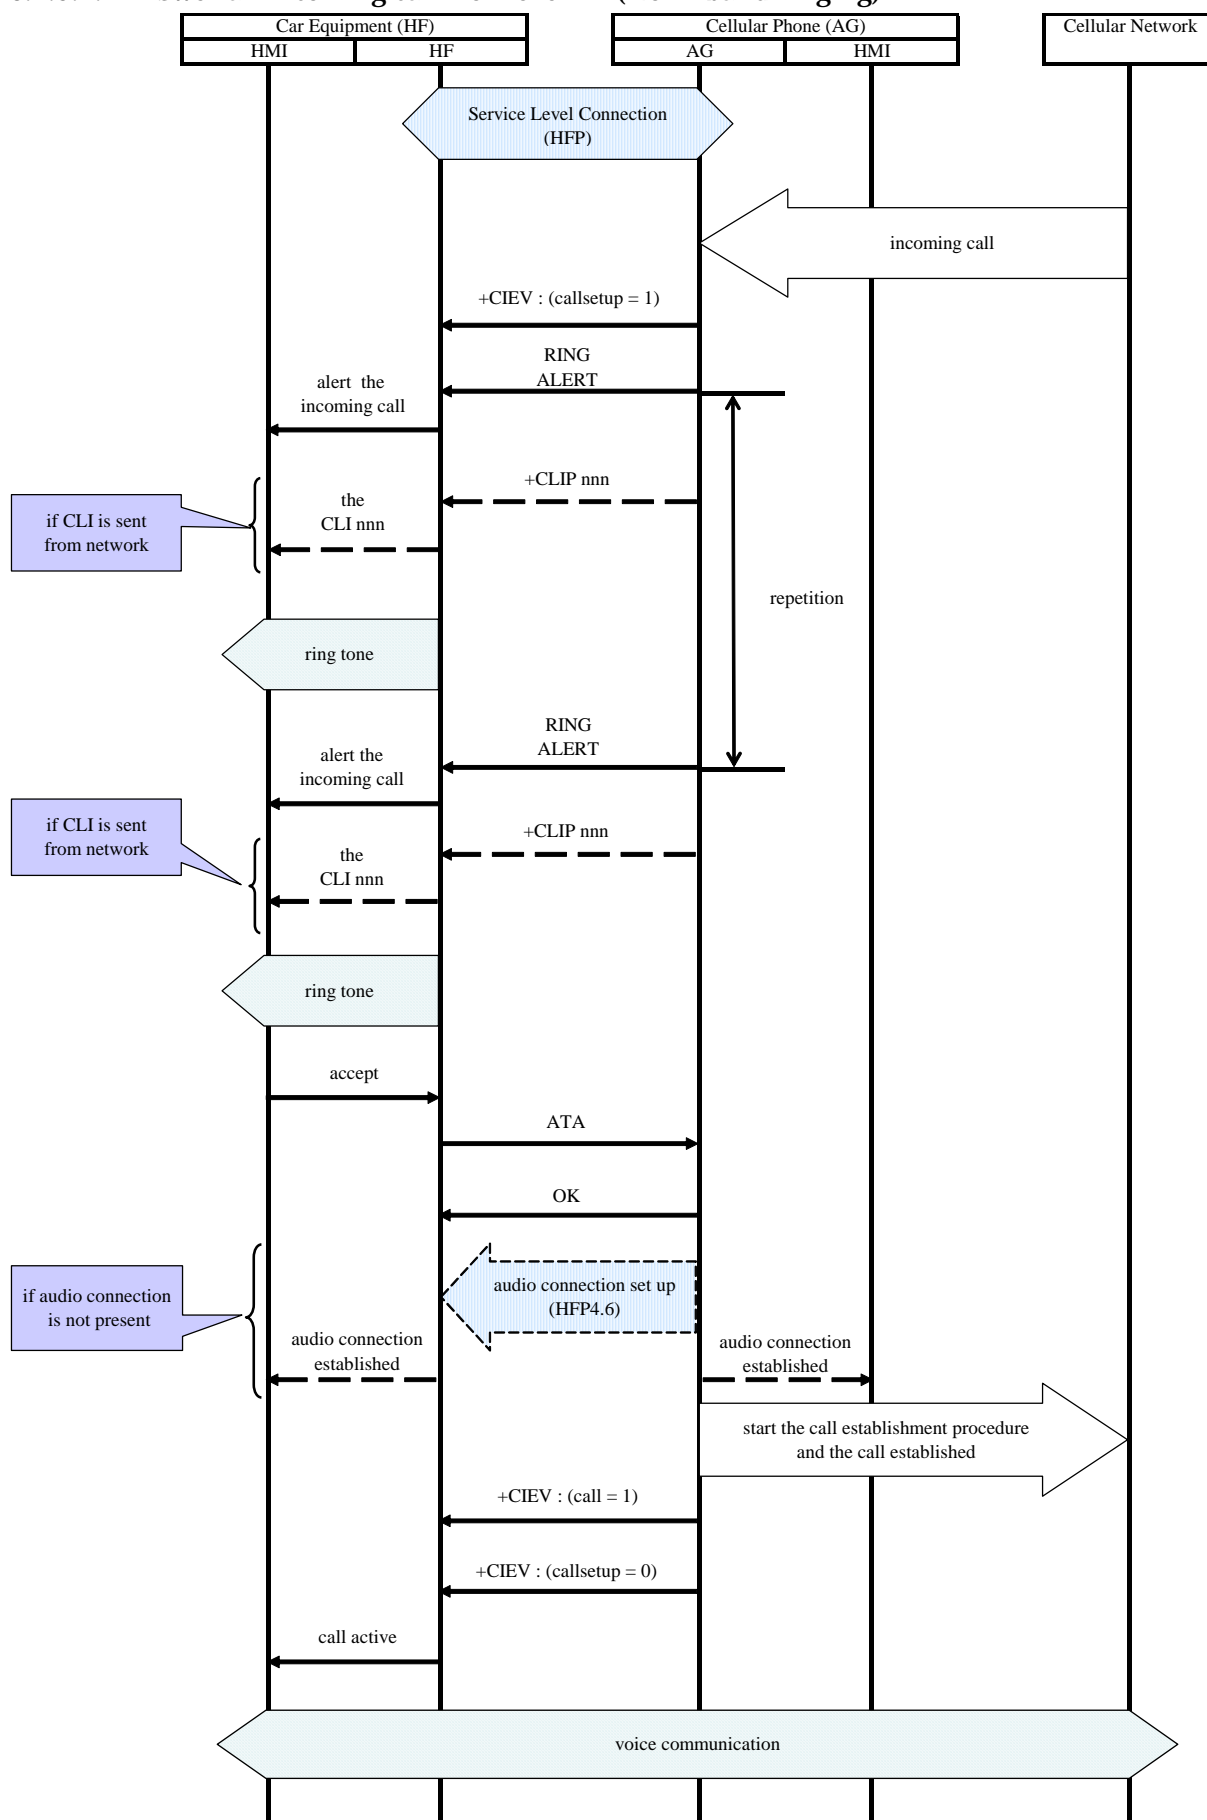 Car Equipment (HF)
Cellular Phone (AG)
Cellular Network
HMI
HF
AG
HMI
Service Level Connection
(HFP)
incoming call
+CIEV : (callsetup = 1)
RING
ALERT
alert the
incoming call
+CLIP nnn
the
CLI nnn
if CLI is sent
from network
repetition
ring tone
RING
ALERT
alert the
incoming call
+CLIP nnn
if CLI is sent
from network
the
CLI nnn
ring tone
accept
ATA
OK
audio connection set up
(HFP4.6)
if audio connection
is not present
audio connection
established
audio connection
established
start the call establishment procedure
and the call established
+CIEV : (call = 1)
+CIEV : (callsetup = 0)
call active
voice communication